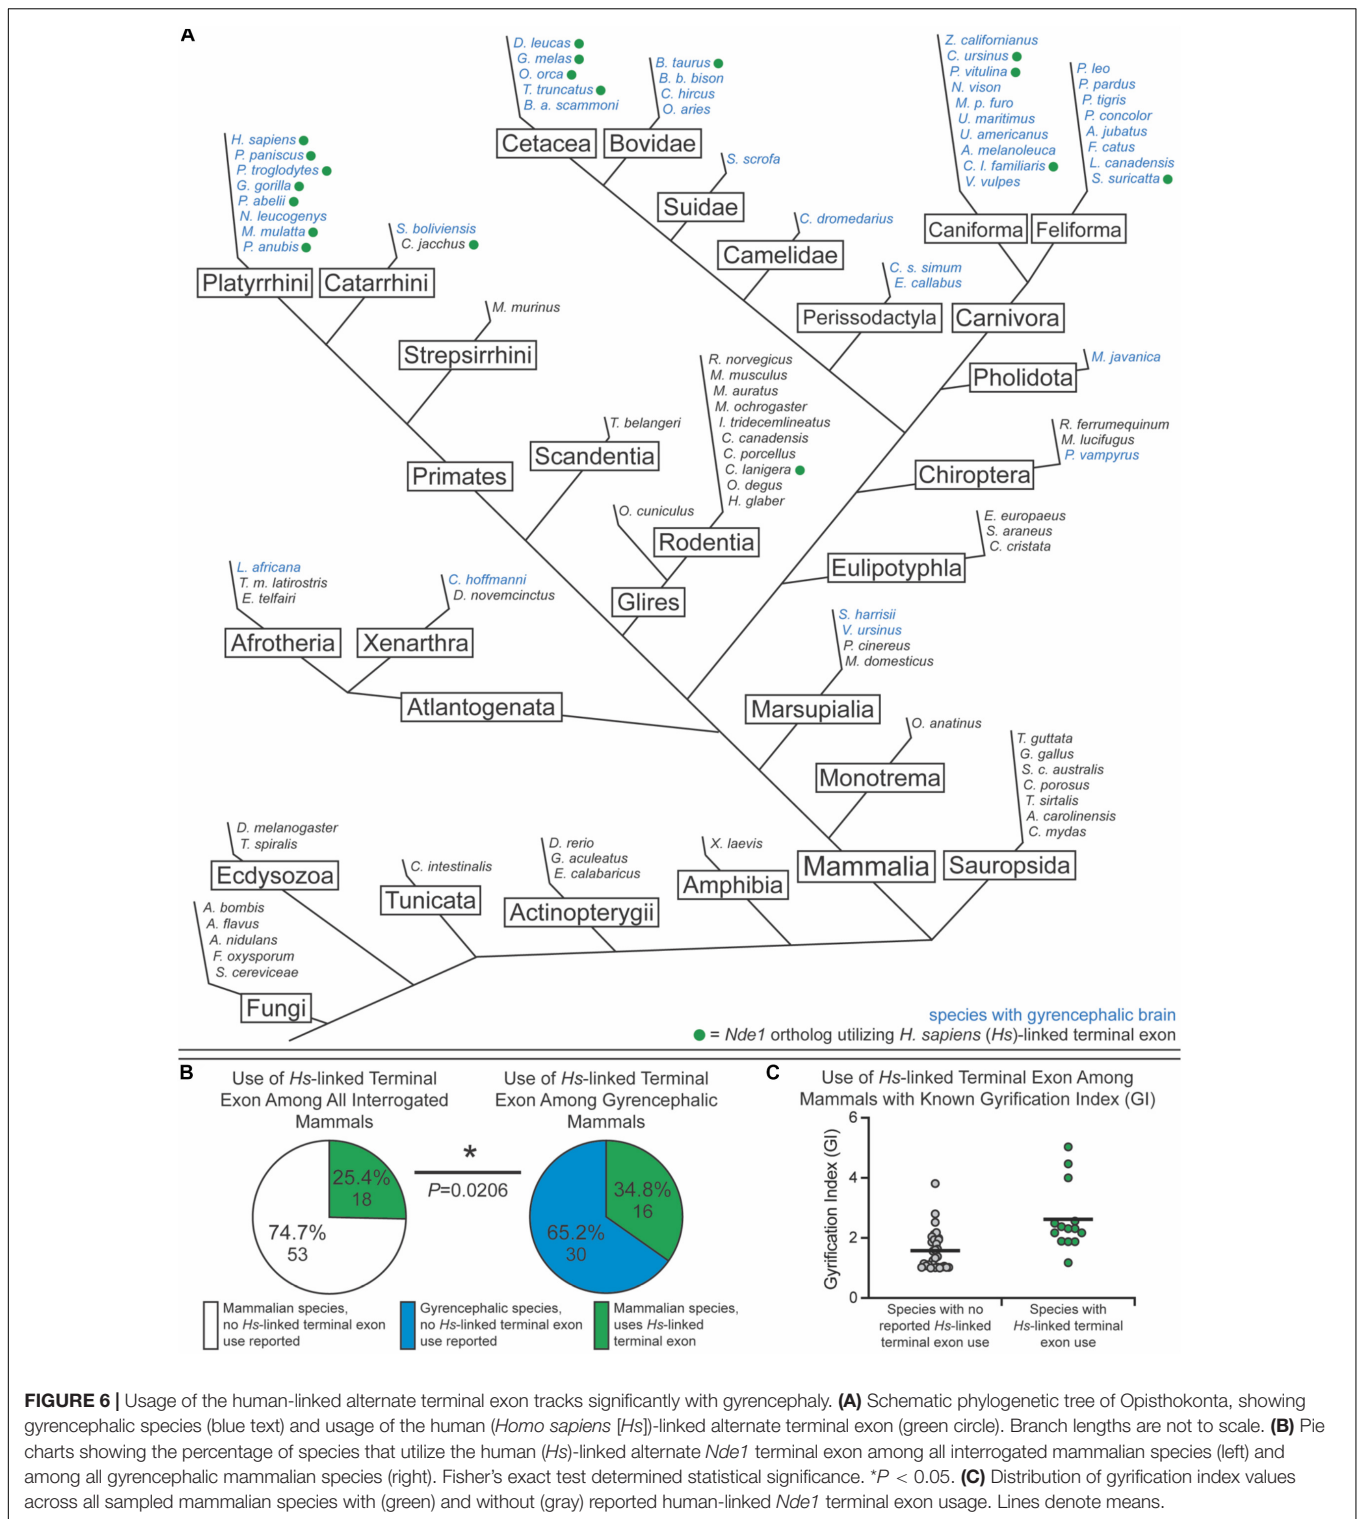 A
D. leucas
G. melas
O. orca
T. truncatus
B. a. scammoni
Cetacea
B. taurus
B. b. bison
C. hircus
O. aries
Bovidae
Z. californianus
C. ursinus
P. vitulina
N. vison
M. p. furo
U. maritimus
U. americanus
A. melanoleuca
C. l. familiaris
V. vulpes
Caniforma
P. leo
P. pardus
P. tigris
P. concolor
A. jubatus
F. catus
L. canadensis
S. suricatta
Feliforma
H. sapiens
P. paniscus
P. troglodytes
G. gorilla
P. abelii
N. leucogenys
M. mulatta
P. anubis
Platyrrhini
S. boliviensis
C. jacchus
Catarrhini
S. scrofa
Suidae
C. dromedarius
Camelidae
C. s. simum
E. callabus
Perissodactyla
Carnivora
M. murinus
Strepsirrhini
M. javanica
Pholidota
R. norvegicus
M. musculus
M. auratus
M. ochrogaster
I. tridecemlineatus
C. canadensis
C. porcellus
C. lanigera
O. degus
H. glaber
Rodentia
T. belangeri
Scandentia
Primates
R. ferrumequinum
M. lucifugus
P. vampyrus
Chiroptera
O. cuniculus
Glires
E. europaeus
S. araneus
C. cristata
Eulipotyphla
L. africana
T. m. latirostris
E. telfairi
Afrotheria
C. hoffmanni
D. novemcinctus
Xenarthra
Atlantogenata
S. harrisii
V. ursinus
P. cinereus
M. domesticus
Marsupialia
O. anatinus
Monotrema
T. guttata
G. gallus
S. c. australis
C. porosus
T. sirtalis
A. carolinensis
C. mydas
Sauropsida
Mammalia
D. melanogaster
T. spiralis
Ecdysozoa
C. intestinalis
Tunicata
D. rerio
G. aculeatus
E. calabaricus
Actinopterygii
X. laevis
Amphibia
A. bombis
A. flavus
A. nidulans
F. oxysporum
S. cereviceae
Fungi
species with gyrencephalic brain
= Nde1 ortholog utilizing H. sapiens (Hs)-linked terminal exon
B
Use of Hs-linked Terminal
Exon Among All Interrogated
Mammals
25.4%
18
74.7%
53
*
P=0.0206
Use of Hs-linked Terminal
Exon Among Gyrencephalic
Mammals
34.8%
16
65.2%
30
Mammalian species,
no Hs-linked terminal exon
use reported
Gyrencephalic species,
no Hs-linked terminal exon
use reported
Mammalian species,
uses Hs-linked
terminal exon
C
Use of Hs-linked Terminal Exon Among
Mammals with Known Gyrification Index (GI)
Gyrification Index (GI)
6
4
2
0
Species with no
reported Hs-linked
terminal exon use
Species with
Hs-linked terminal
exon use
FIGURE 6 | Usage of the human-linked alternate terminal exon tracks significantly with gyrencephaly. (A) Schematic phylogenetic tree of Opisthokonta, showing
gyrencephalic species (blue text) and usage of the human (Homo sapiens [Hs])-linked alternate terminal exon (green circle). Branch lengths are not to scale. (B) Pie
charts showing the percentage of species that utilize the human (Hs)-linked alternate Nde1 terminal exon among all interrogated mammalian species (left) and
among all gyrencephalic mammalian species (right). Fisher's exact test determined statistical significance. *P < 0.05. (C) Distribution of gyrification index values
across all sampled mammalian species with (green) and without (gray) reported human-linked Nde1 terminal exon usage. Lines denote means.